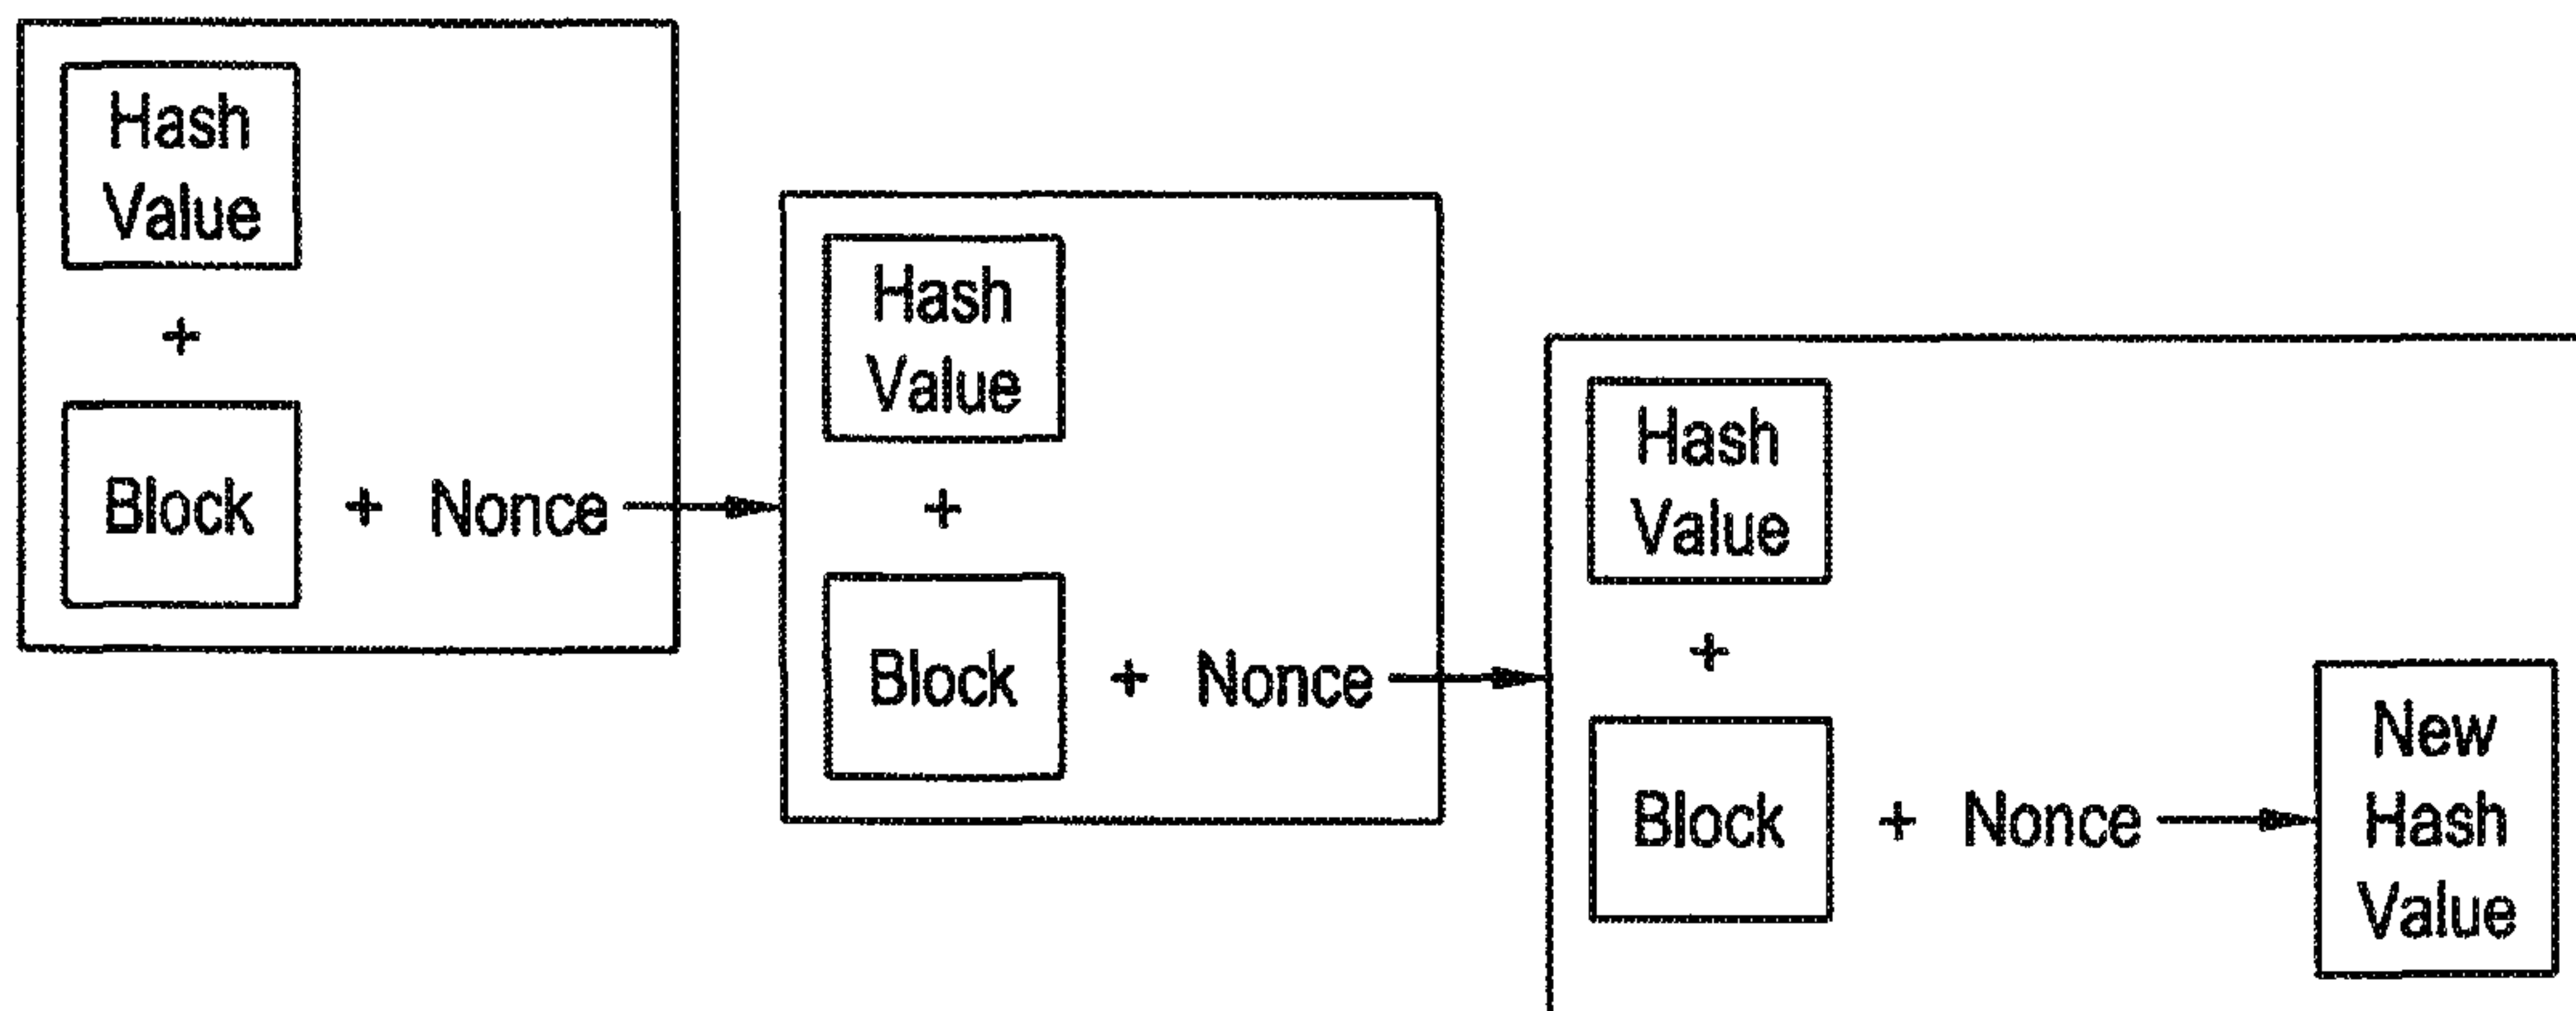 Hash
Value
+
Block + Nonce
Hash
Value
+
Block + Nonce
Hash
Value
+
Block + Nonce
New
Hash
Value